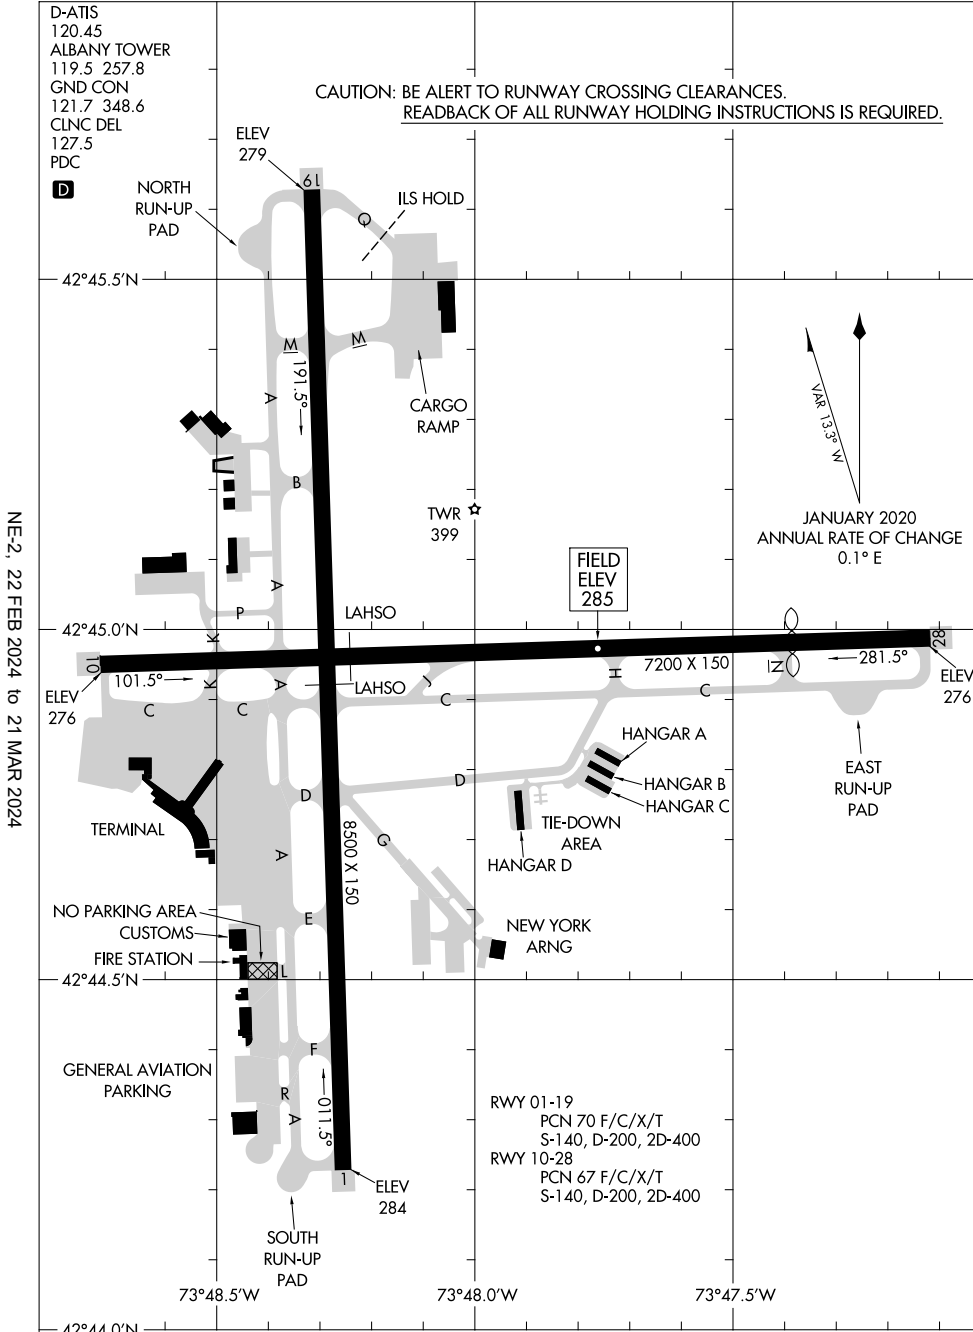 D-ATIS
120.45
ALBANY TOWER
119.5 257.8
GND CON
121.7 348.6
CLNC DEL
127.5
PDC
D
CAUTION: BE ALERT TO RUNWAY CROSSING CLEARANCES.
READBACK OF ALL RUNWAY HOLDING INSTRUCTIONS IS REQUIRED.
ELEV
279
19
NORTH
RUN-UP
PAD
ILS HOLD
Q
42°45.5'N
M
M
191.5°
A
CARGO
RAMP
VAR 13.3° W
JANUARY 2020
ANNUAL RATE OF CHANGE
0.1° E
B
TWR
399
A
FIELD
ELEV
285
P
LAHSO
42°45.0'N
K
10
28
7200 X 150
N
281.5°
ELEV
276
ELEV
276
101.5°
K
A
LAHSO
J
H
C
C
C
C
HANGAR A
HANGAR B
HANGAR C
D
D
EAST
RUN-UP
PAD
TERMINAL
TIE-DOWN
AREA
HANGAR D
8500 X 150
G
A
NO PARKING AREA
CUSTOMS
FIRE STATION
E
NEW YORK
ARNG
L
42°44.5'N
F
GENERAL AVIATION
PARKING
R
A
011.5°
RWY 01-19
PCN 70 F/C/X/T
S-140, D-200, 2D-400
RWY 10-28
PCN 67 F/C/X/T
S-140, D-200, 2D-400
1
ELEV
284
SOUTH
RUN-UP
PAD
73°48.5'W
73°48.0'W
73°47.5'W
42°44.0'N
NE-2, 22 FEB 2024 to 21 MAR 2024